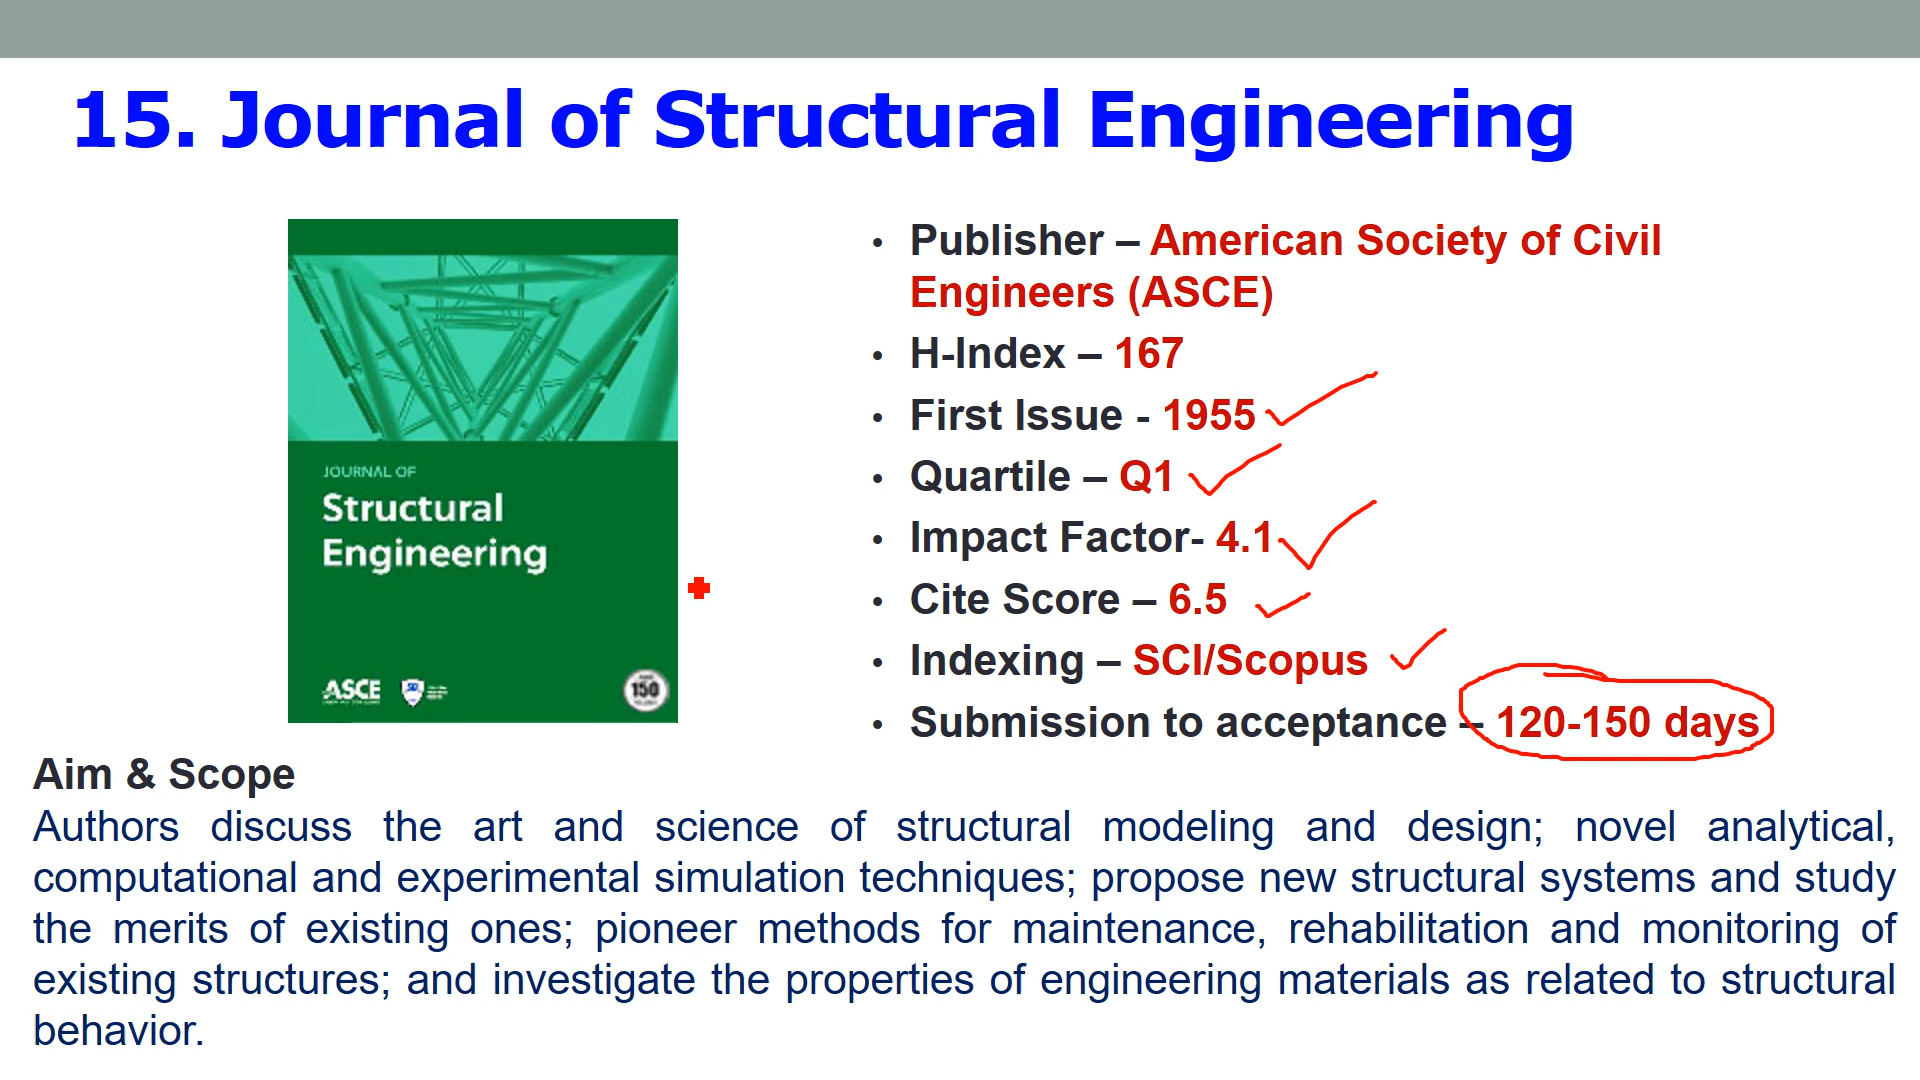 15. Journal of Structural Engineering
JOURNAL OF
Structural
Engineering
ASCE
150
• Publisher – American Society of Civil
Engineers (ASCE)
• H-Index – 167
• First Issue - 1955
• Quartile – Q1
• Impact Factor- 4.1
• Cite Score – 6.5
• Indexing – SCI/Scopus
• Submission to acceptance – 120-150 days
Aim & Scope
Authors discuss the art and science of structural modeling and design; novel analytical,
computational and experimental simulation techniques; propose new structural systems and study
the merits of existing ones; pioneer methods for maintenance, rehabilitation and monitoring of
existing structures; and investigate the properties of engineering materials as related to structural
behavior.